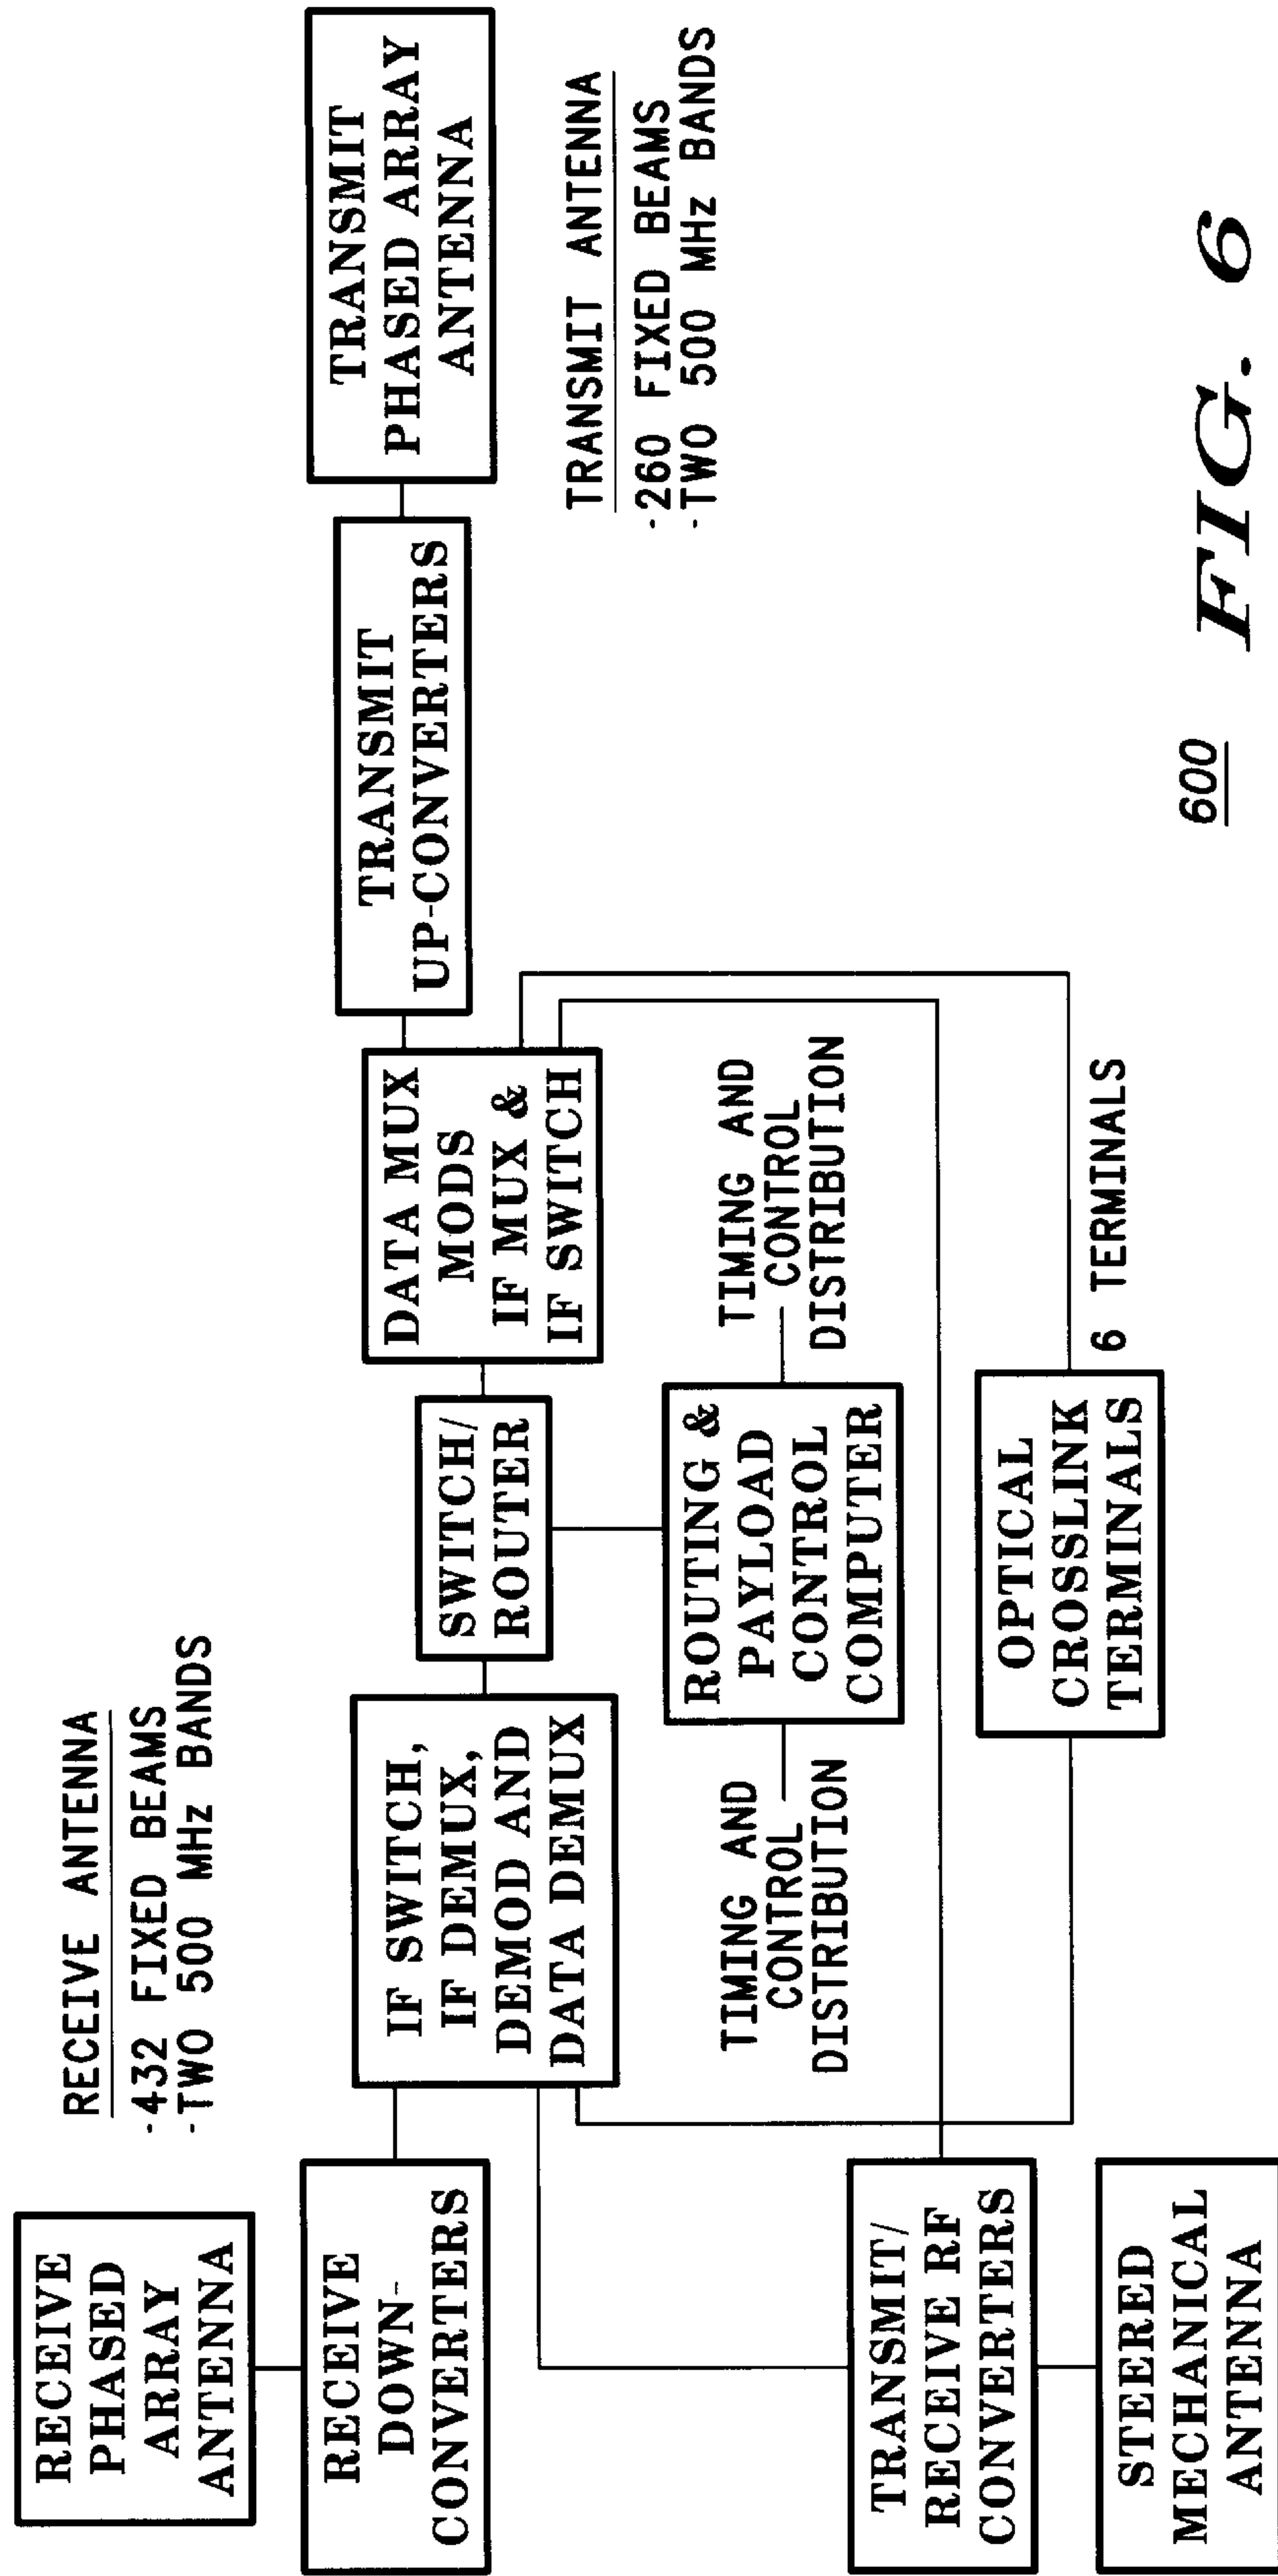 RECEIVE
PHASED
ARRAY
ANTENNA
RECEIVE ANTENNA
·432 FIXED BEAMS
·TWO 500 MHz BANDS
RECEIVE
DOWN-
CONVERTERS
IF SWITCH,
IF DEMUX,
DEMOD AND
DATA DEMUX
SWITCH/
ROUTER
DATA MUX
MODS
IF MUX &
IF SWITCH
TRANSMIT
UP-CONVERTERS
TRANSMIT
PHASED ARRAY
ANTENNA
TRANSMIT ANTENNA
·260 FIXED BEAMS
·TWO 500 MHz BANDS
TIMING AND
CONTROL
DISTRIBUTION
ROUTING &
PAYLOAD
CONTROL
COMPUTER
TIMING AND
CONTROL
DISTRIBUTION
TRANSMIT/
RECEIVE RF
CONVERTERS
OPTICAL
CROSSLINK
TERMINALS
6 TERMINALS
STEERED
MECHANICAL
ANTENNA
600 FIG. 6